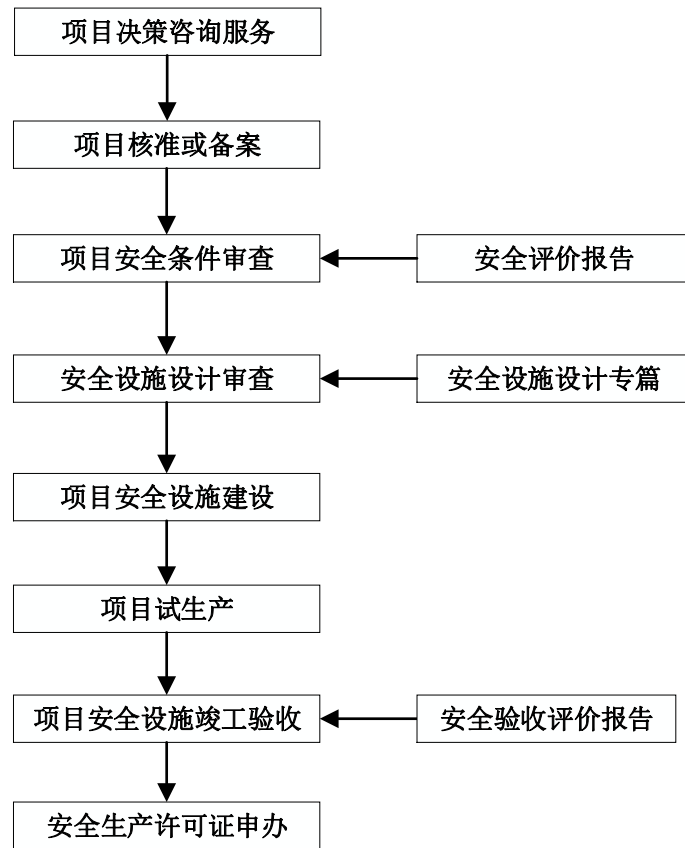 项目决策咨询服务
项目核准或备案
项目安全条件审查
安全评价报告
安全设施设计审查
安全设施设计专篇
项目安全设施建设
项目试生产
项目安全设施竣工验收
安全验收评价报告
安全生产许可证申办